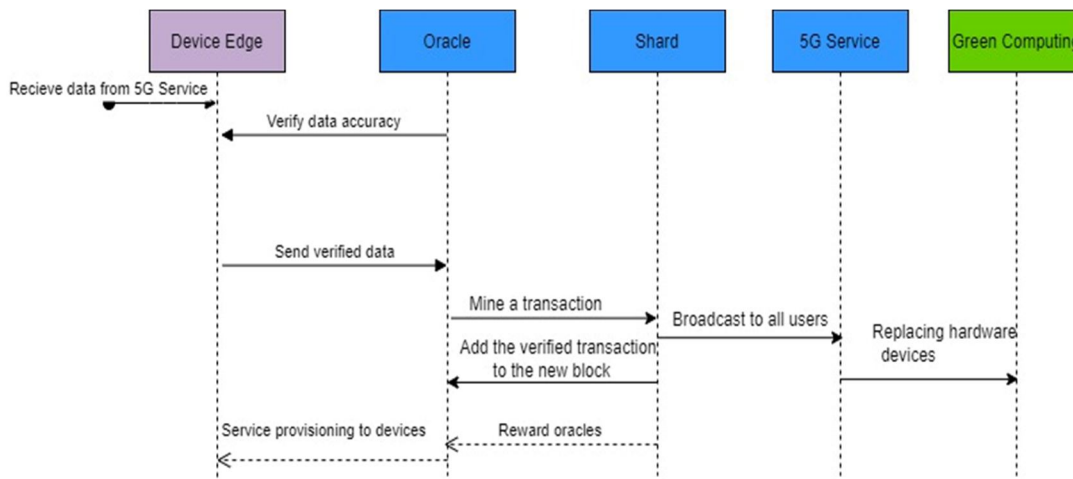 Device Edge
Oracle
Shard
5G Service
Green Computing
Recieve data from 5G Service
Verify data accuracy
Send verified data
Mine a transaction
Broadcast to all users
Replacing hardware
devices
Add the verified transaction
to the new block
Service provisioning to devices
Reward oracles